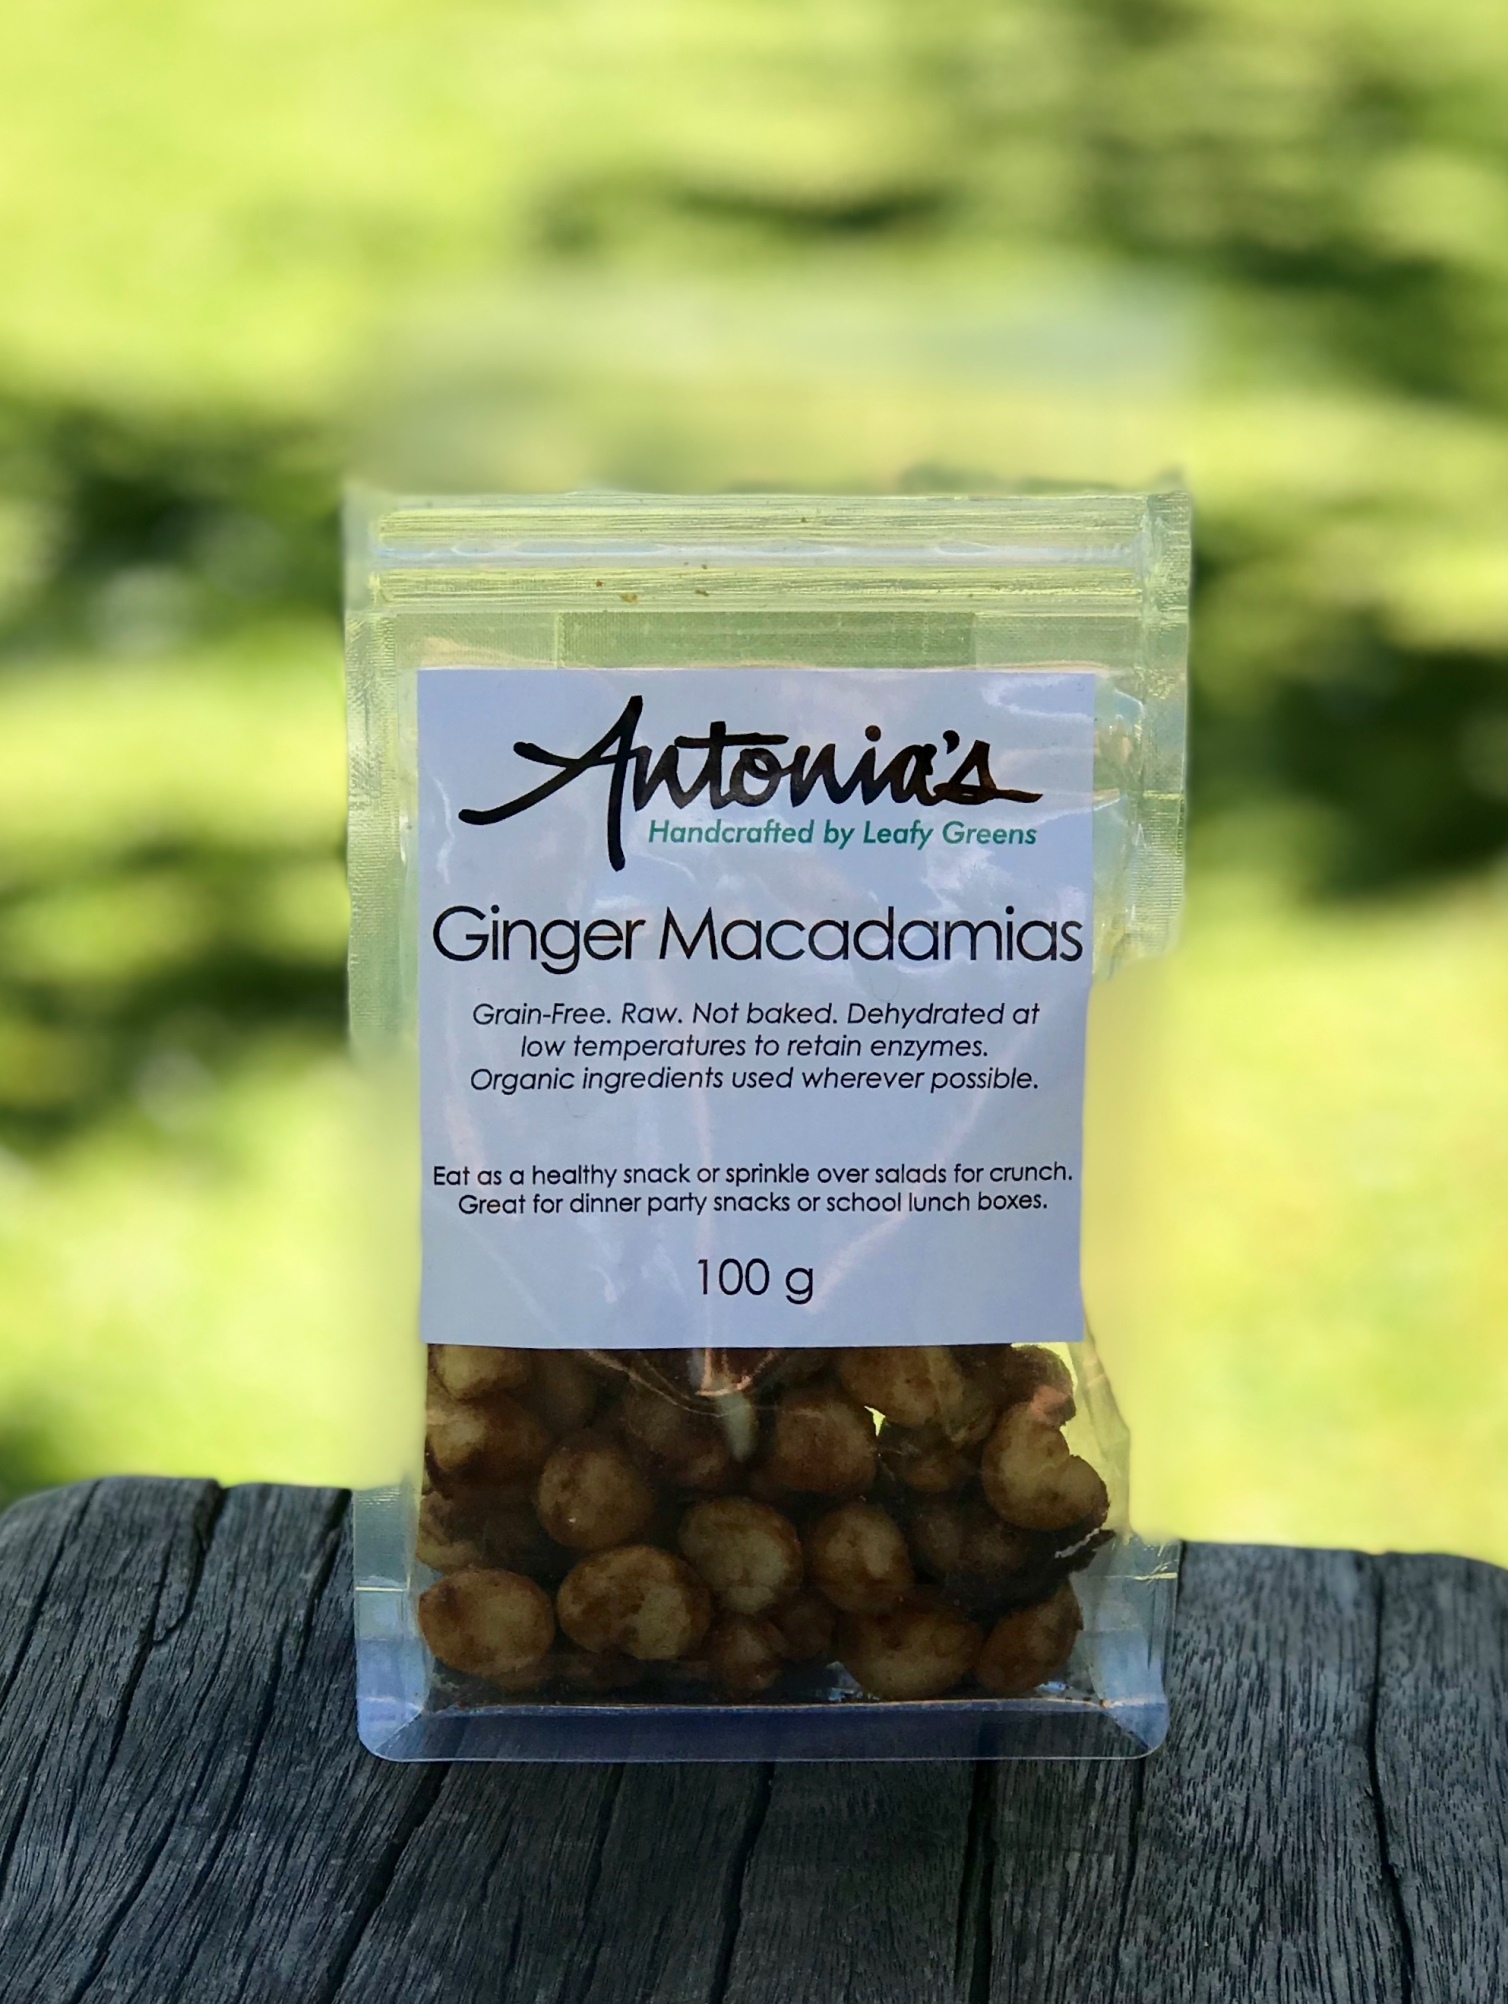 Antonia's
Handcrafted by Leafy Greens
Ginger Macadamias
Grain-Free. Raw. Not baked. Dehydrated at
low temperatures to retain enzymes.
Organic ingredients used wherever possible.
Eat as a healthy snack or sprinkle over salads for crunch.
Great for dinner party snacks or school lunch boxes.
100 g